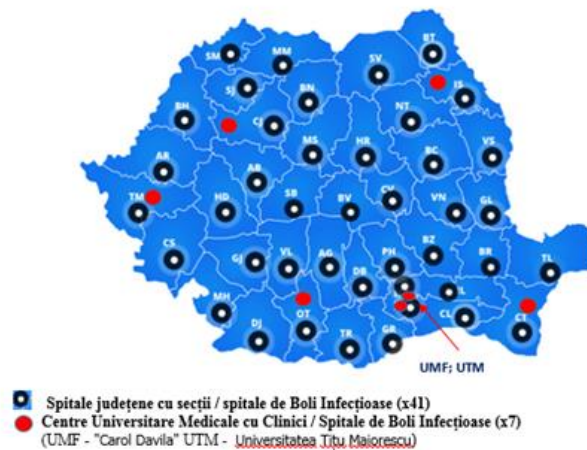 BT
SM MM SV
SJ IS
BN
BH CJ NT
MS HR BC VS
AR AB
TM HD SB BV CV VN GL
CS GJ VL AG PH BZ BR TL
DB
IL
MH OT CL CT
DJ TR GR
UMF; UTM
Spitale județene cu secții / spitale de Boli Infecțioase (x41)
Centre Universitare Medicale cu Clinici / Spitale de Boli Infecțioase (x7)
(UMF - "Carol Davila" UTM - Universitatea Țițu Maiorescu)